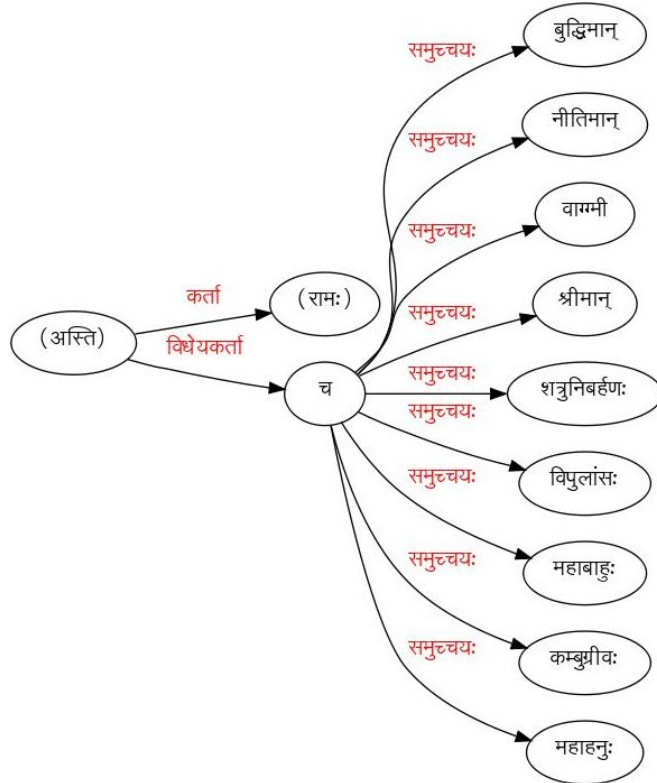 समुच्चयः
बुद्धिमान्
समुच्चयः
नीतिमान्
समुच्चयः
वाग्ग्मी
समुच्चयः
श्रीमान्
कर्ता
(रामः)
(अस्ति)
विधेयकर्ता
च
समुच्चयः
शत्रुनिबर्हणः
समुच्चयः
विपुलांसः
समुच्चयः
महाबाहुः
समुच्चयः
कम्बुग्रीवः
समुच्चयः
महाहनुः